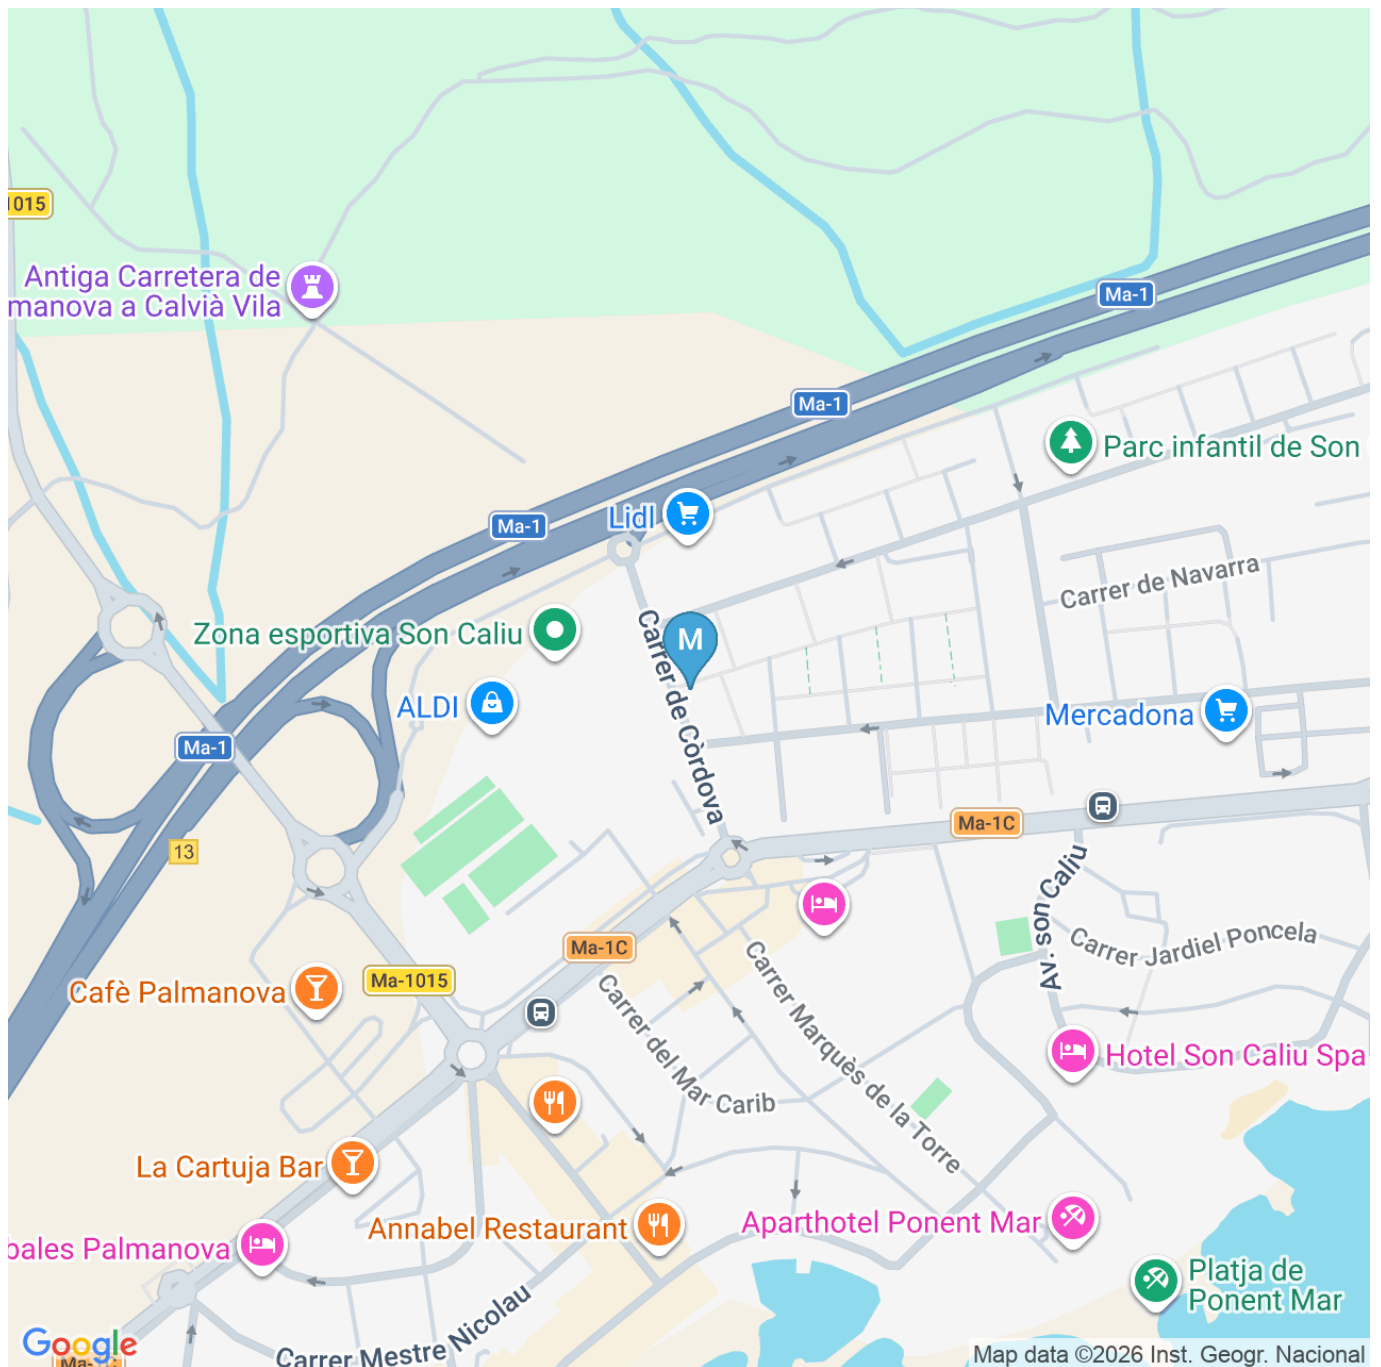 1015
Antiga Carretera de
manova a Calvià Vila
Ma-1
Ma-1
Parc infantil de Son
Ma-1
Lidl
Carrer de Navarra
Zona esportiva Son Caliu
M
Carrer de Còrdova
ALDI
Mercadona
Ma-1
Ma-1C
13
Av. son Caliu
Carrer Jardiel Poncela
Ma-1C
Ma-1015
Cafè Palmanova
Carrer del Mar Carib
Carrer Marquès de la Torre
Hotel Son Caliu Spa
La Cartuja Bar
Annabel Restaurant
Aparthotel Ponent Mar
bales Palmanova
Platja de
Ponent Mar
Carrer Mestre Nicolau
Google
Ma-1C
Map data ©2026 Inst. Geogr. Nacional